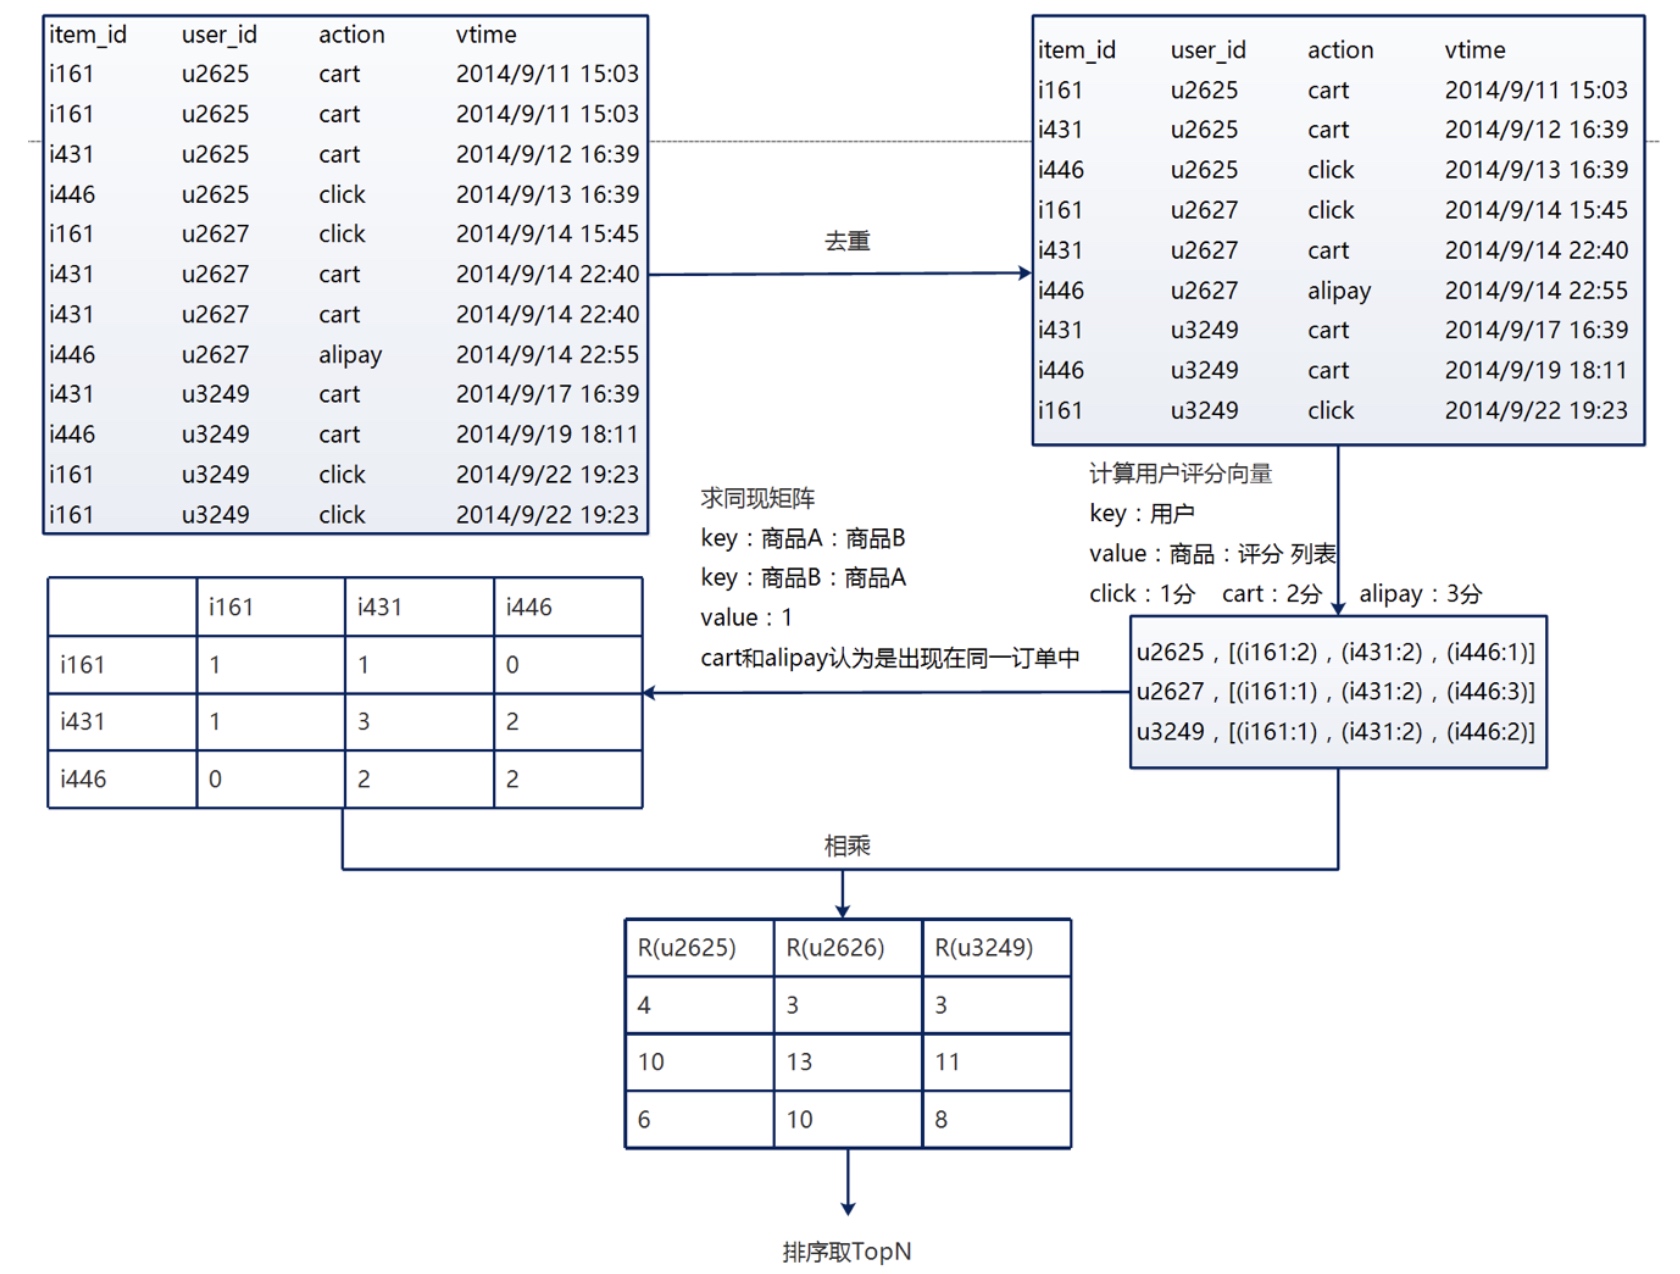 item_id user_id action vtime
i161 u2625 cart 2014/9/11 15:03
i161 u2625 cart 2014/9/11 15:03
i431 u2625 cart 2014/9/12 16:39
i446 u2625 click 2014/9/13 16:39
i161 u2627 click 2014/9/14 15:45
i431 u2627 cart 2014/9/14 22:40
i431 u2627 cart 2014/9/14 22:40
i446 u2627 alipay 2014/9/14 22:55
i431 u3249 cart 2014/9/17 16:39
i446 u3249 cart 2014/9/19 18:11
i161 u3249 click 2014/9/22 19:23
i161 u3249 click 2014/9/22 19:23
去重
item_id user_id action vtime
i161 u2625 cart 2014/9/11 15:03
i431 u2625 cart 2014/9/12 16:39
i446 u2625 click 2014/9/13 16:39
i161 u2627 click 2014/9/14 15:45
i431 u2627 cart 2014/9/14 22:40
i446 u2627 alipay 2014/9/14 22:55
i431 u3249 cart 2014/9/17 16:39
i446 u3249 cart 2014/9/19 18:11
i161 u3249 click 2014/9/22 19:23
计算用户评分向量
key：用户
value：商品：评分 列表
click：1分 cart：2分 alipay：3分
u2625，[(i161:2)，(i431:2)，(i446:1)]
u2627，[(i161:1)，(i431:2)，(i446:3)]
u3249，[(i161:1)，(i431:2)，(i446:2)]
求同现矩阵
key：商品A：商品B
key：商品B：商品A
value：1
cart和alipay认为是出现在同一订单中
i161 i431 i446
i161 1 1 0
i431 1 3 2
i446 0 2 2
相乘
R(u2625) R(u2626) R(u3249)
4 3 3
10 13 11
6 10 8
排序取TopN